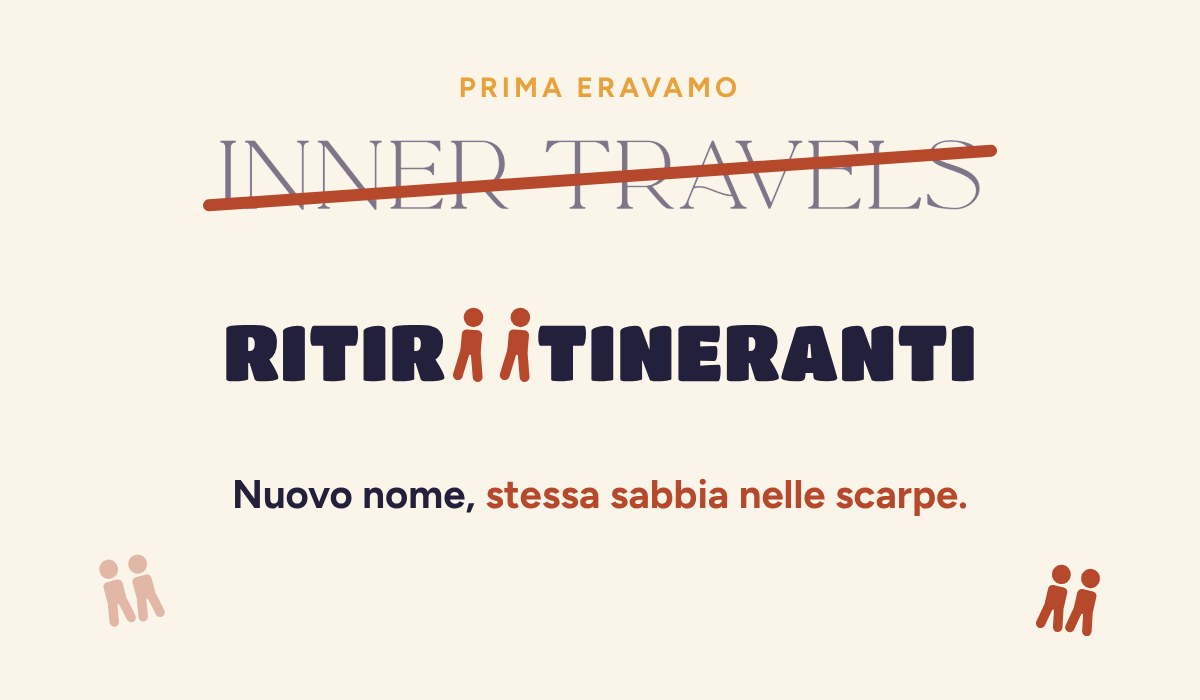 PRIMA ERAVAMO
INNER TRAVELS
RITIRI ITINERANTI
Nuovo nome, stessa sabbia nelle scarpe.